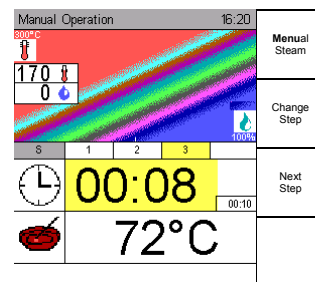 Manual Operation 16:20
300°C
170
0
100%
S 1 2 3
00:08
00:10
72°C
Menual
Steam
Change
Step
Next
Step